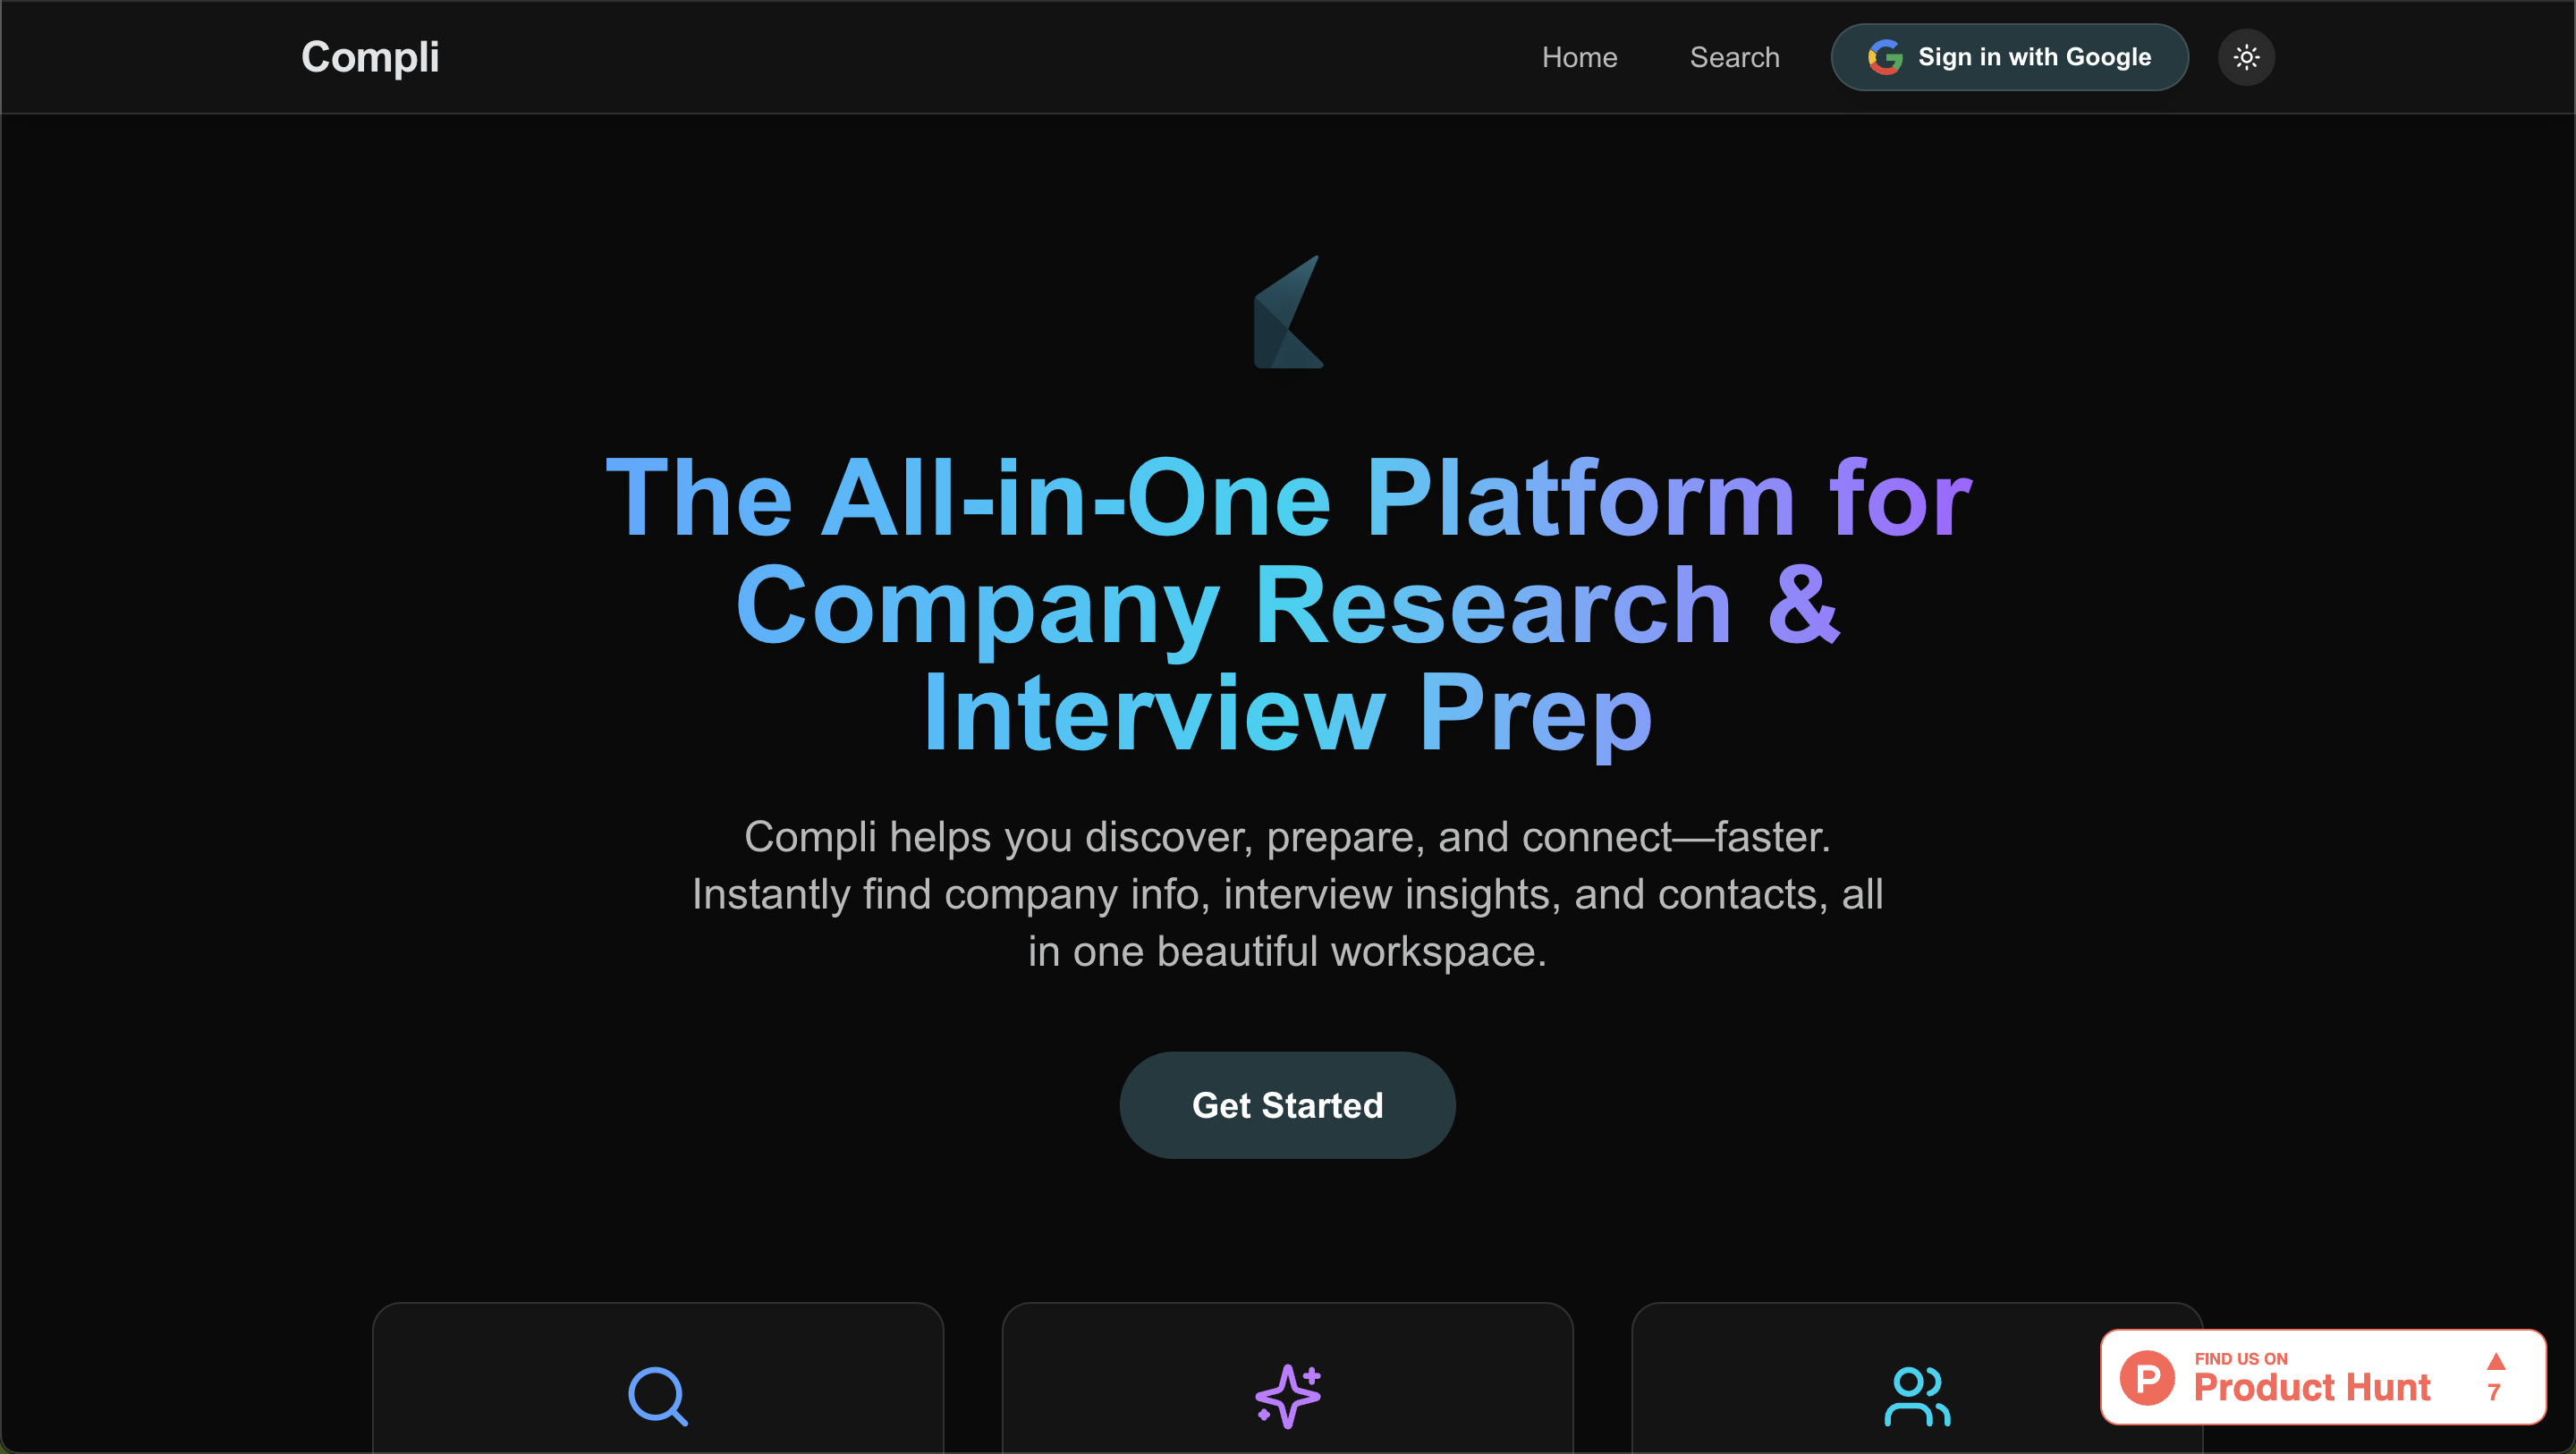 Compli
Home
Search
Sign in with Google
The All-in-One Platform for
Company Research &
Interview Prep
Compli helps you discover, prepare, and connect—faster.
Instantly find company info, interview insights, and contacts, all
in one beautiful workspace.
Get Started
P
FIND US ON
Product Hunt
7